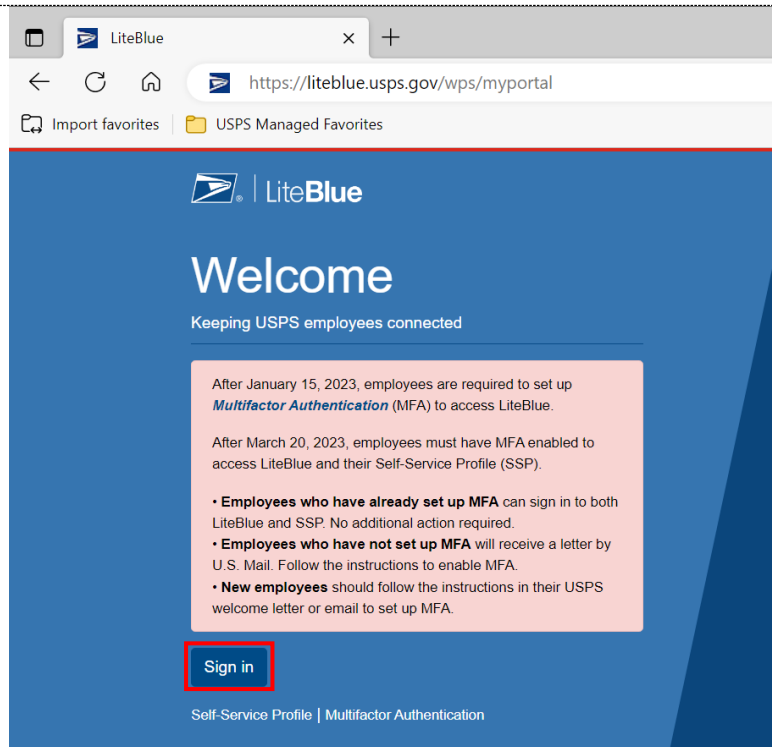 LiteBlue
https://liteblue.usps.gov/wps/myportal
Import favorites
USPS Managed Favorites
® LiteBlue
Welcome
Keeping USPS employees connected
After January 15, 2023, employees are required to set up
Multifactor Authentication (MFA) to access LiteBlue.
After March 20, 2023, employees must have MFA enabled to
access LiteBlue and their Self-Service Profile (SSP).
• Employees who have already set up MFA can sign in to both
LiteBlue and SSP. No additional action required.
• Employees who have not set up MFA will receive a letter by
U.S. Mail. Follow the instructions to enable MFA.
• New employees should follow the instructions in their USPS
welcome letter or email to set up MFA.
Sign in
Self-Service Profile | Multifactor Authentication